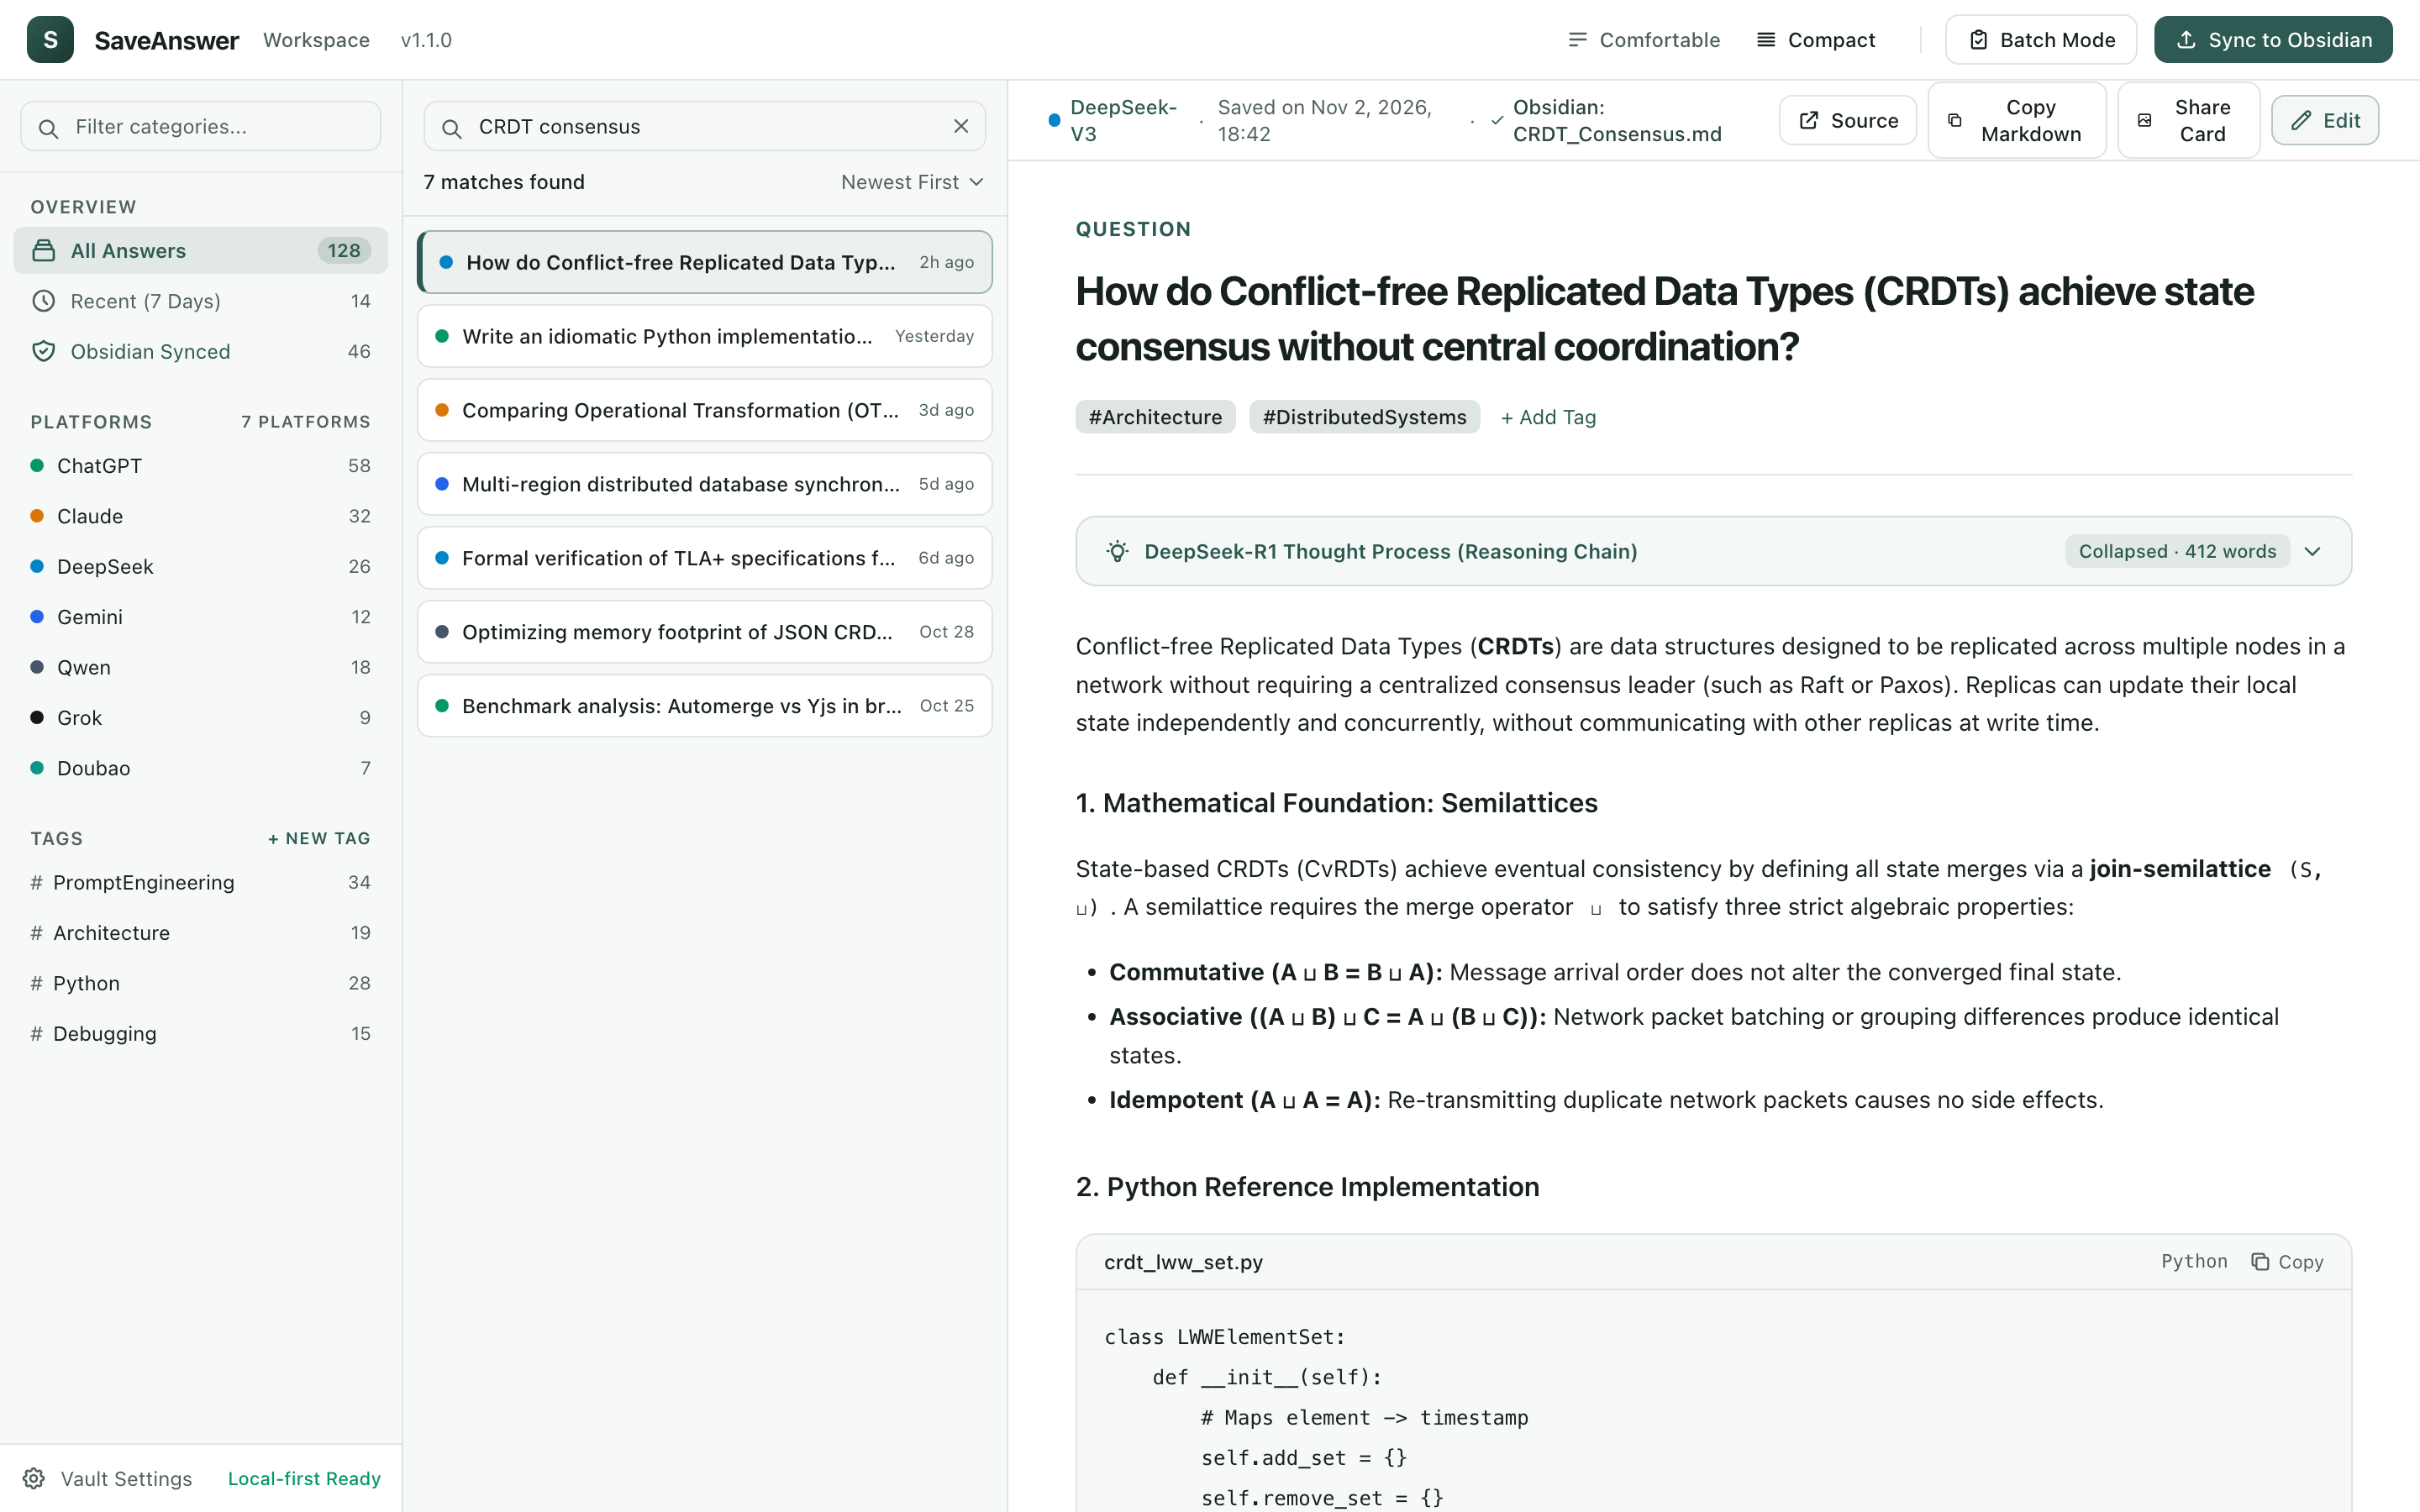 S SaveAnswer Workspace v1.1.0
Comfortable Compact Batch Mode Sync to Obsidian
Filter categories...
OVERVIEW
All Answers 128
Recent (7 Days) 14
Obsidian Synced 46
PLATFORMS 7 PLATFORMS
ChatGPT 58
Claude 32
DeepSeek 26
Gemini 12
Qwen 18
Grok 9
Doubao 7
TAGS + NEW TAG
# PromptEngineering 34
# Architecture 19
# Python 28
# Debugging 15
Vault Settings Local-first Ready
CRDT consensus
7 matches found Newest First
How do Conflict-free Replicated Data Typ... 2h ago
Write an idiomatic Python implementatio... Yesterday
Comparing Operational Transformation (OT... 3d ago
Multi-region distributed database synchron... 5d ago
Formal verification of TLA+ specifications f... 6d ago
Optimizing memory footprint of JSON CRD... Oct 28
Benchmark analysis: Automerge vs Yjs in br... Oct 25
DeepSeek-
V3
· Saved on Nov 2, 2026,
18:42
· ✓ Obsidian:
CRDT_Consensus.md
Source
Copy
Markdown
Share
Card
Edit
QUESTION
How do Conflict-free Replicated Data Types (CRDTs) achieve state
consensus without central coordination?
#Architecture #DistributedSystems + Add Tag
DeepSeek-R1 Thought Process (Reasoning Chain) Collapsed · 412 words
Conflict-free Replicated Data Types (CRDTs) are data structures designed to be replicated across multiple nodes in a
network without requiring a centralized consensus leader (such as Raft or Paxos). Replicas can update their local
state independently and concurrently, without communicating with other replicas at write time.
1. Mathematical Foundation: Semilattices
State-based CRDTs (CvRDTs) achieve eventual consistency by defining all state merges via a join-semilattice (S,
⊔) . A semilattice requires the merge operator ⊔ to satisfy three strict algebraic properties:
• Commutative (A ⊔ B = B ⊔ A): Message arrival order does not alter the converged final state.
• Associative ((A ⊔ B) ⊔ C = A ⊔ (B ⊔ C)): Network packet batching or grouping differences produce identical
states.
• Idempotent (A ⊔ A = A): Re-transmitting duplicate network packets causes no side effects.
2. Python Reference Implementation
crdt_lww_set.py Python Copy
class LWWElementSet:
def __init__(self):
# Maps element -> timestamp
self.add_set = {}
self.remove_set = {}